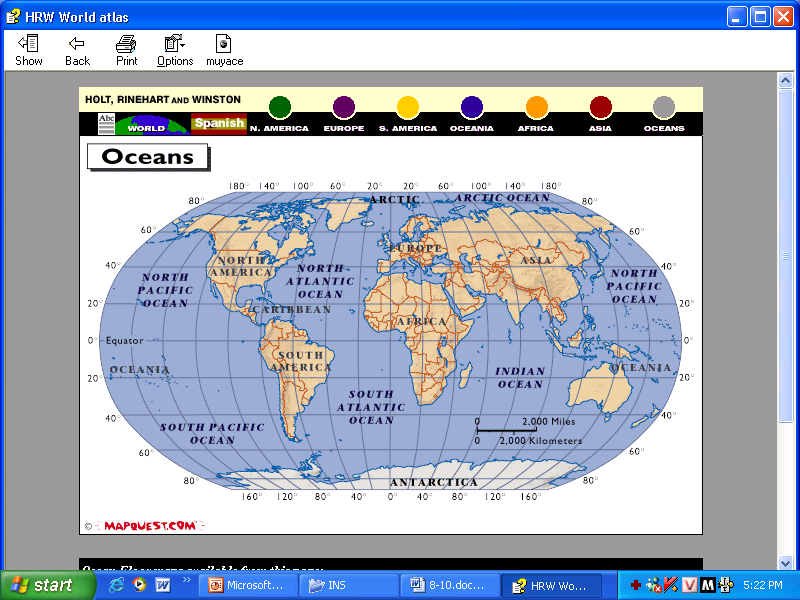 HRW World atlas
Show Back Print Options muyace
HOLT, RINEHART AND WINSTON
Abc WORLD Spanish N. AMERICA EUROPE S. AMERICA OCEANIA AFRICA ASIA OCEANS
Oceans
180° 140° 100° 60° 20° 20° 60° 100° 140° 180°
80° ARCTIC ARCTIC OCEAN 80°
60° 60°
EUROPE
NORTH AMERICA
ASIA
40° 40°
NORTH PACIFIC OCEAN
NORTH ATLANTIC OCEAN
NORTH PACIFIC OCEAN
20° 20°
CARIBBEAN
AFRICA
0° Equator 0°
SOUTH AMERICA
OCEANIA
INDIAN OCEAN
OCEANIA
20° 20°
SOUTH ATLANTIC OCEAN
40° 40°
SOUTH PACIFIC OCEAN
0 2,000 Miles
0 2,000 Kilometers
60° 60°
80° 80°
ANTARCTICA
160° 120° 80° 40° 0° 40° 80° 120° 160°
© MAPQUEST.COM
start Microsoft... INS 8-10.doc... HRW Wo... 5:22 PM